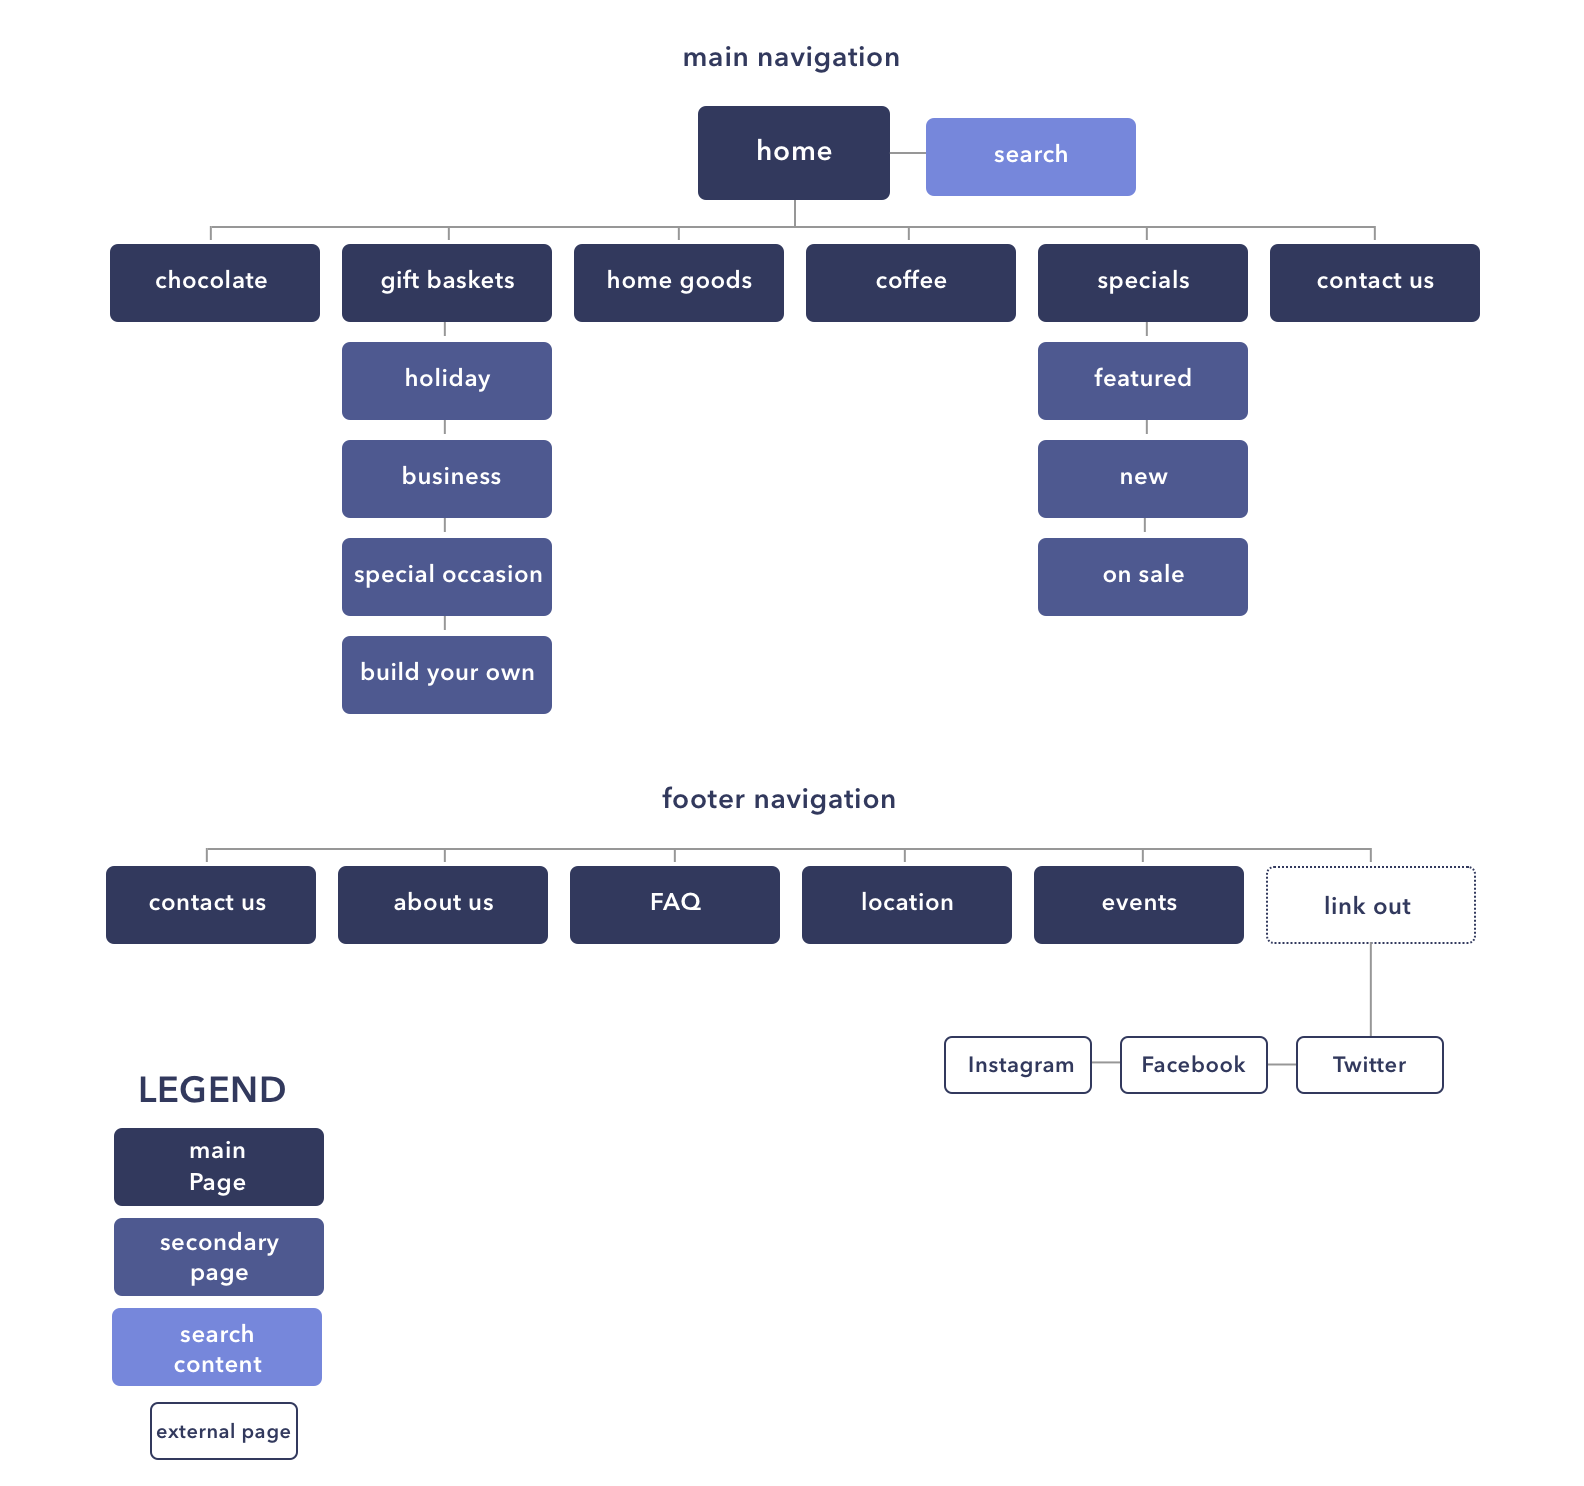 main navigation
home
search
chocolate
gift baskets
home goods
coffee
specials
contact us
holiday
featured
business
new
special occasion
on sale
build your own
footer navigation
contact us
about us
FAQ
location
events
link out
Instagram
Facebook
Twitter
LEGEND
main
Page
secondary
page
search
content
external page